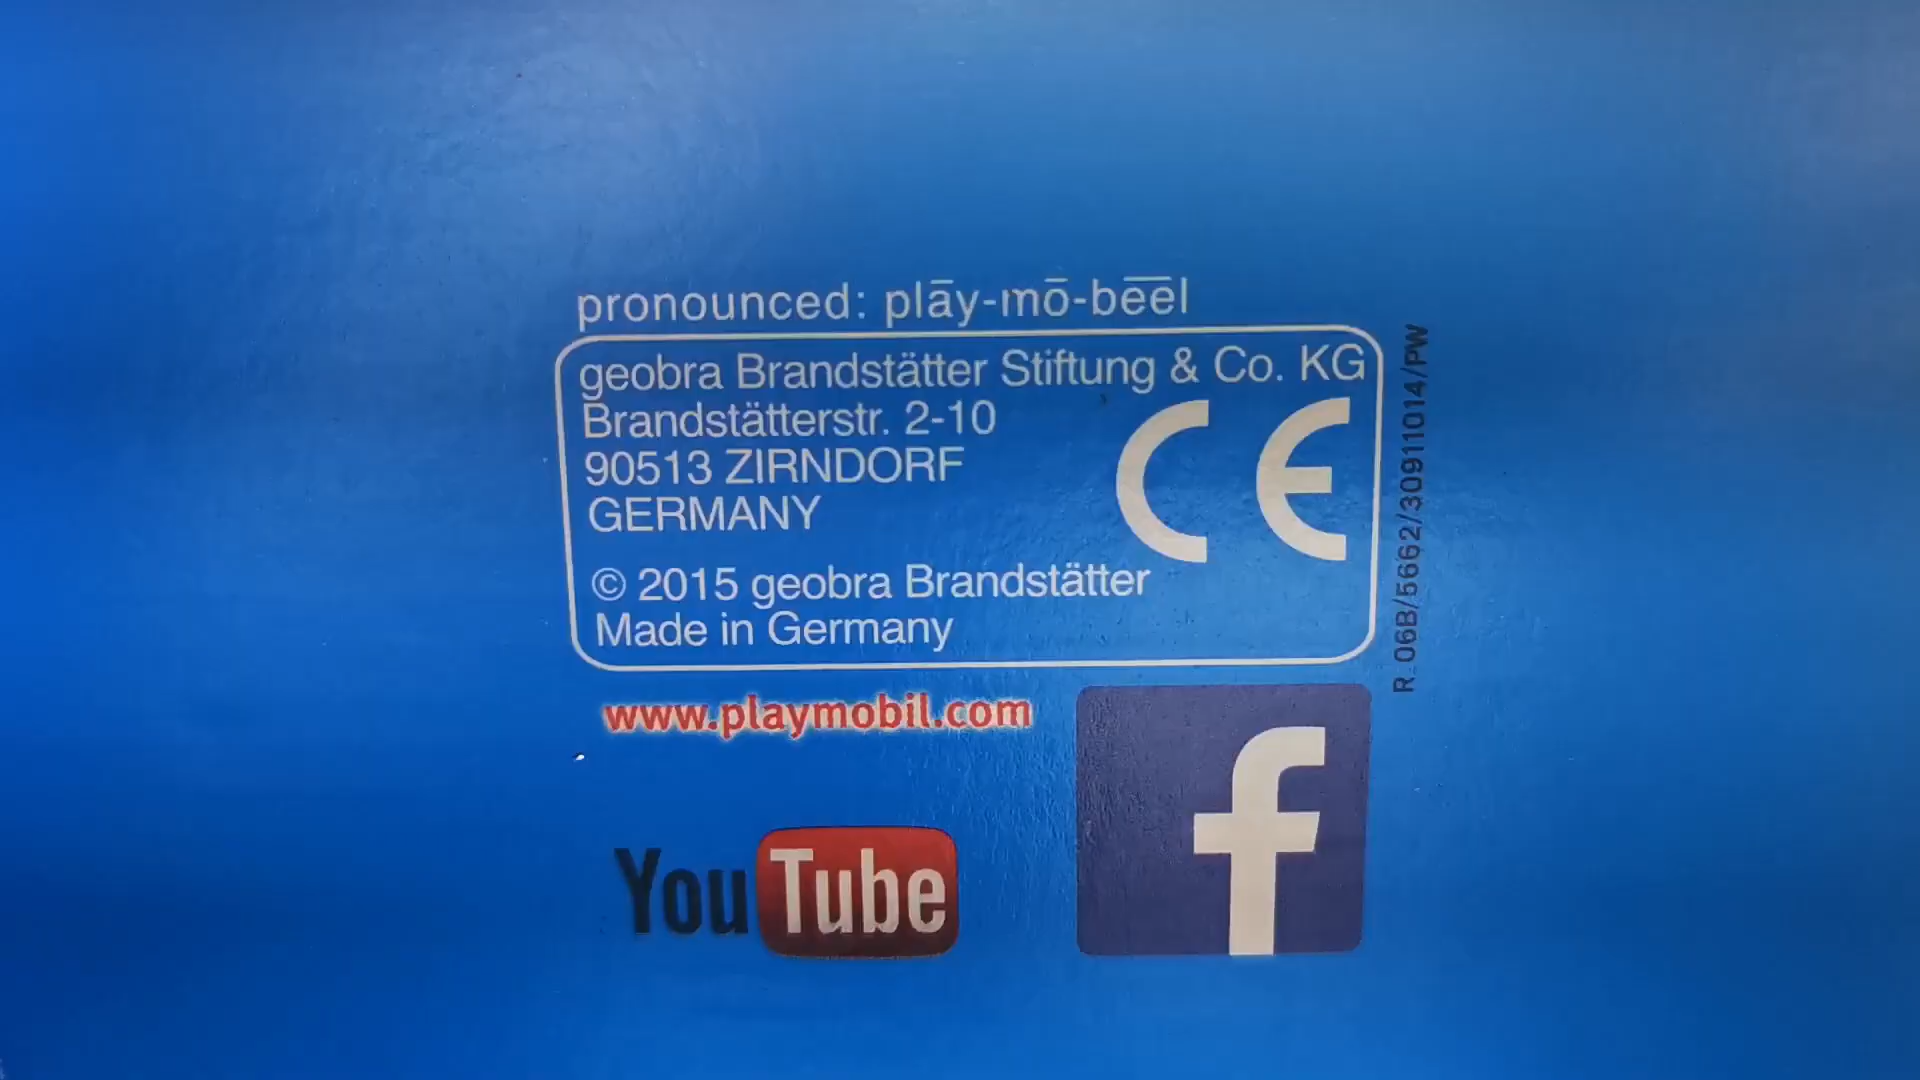 pronounced: plāy-mō-bēēl
geobra Brandstätter Stiftung & Co. KG
Brandstätterstr. 2-10
90513 ZIRNDORF
GERMANY
CE
© 2015 geobra Brandstätter
Made in Germany
R_06B/5662/30911014/PW
www.playmobil.com
YouTube
f